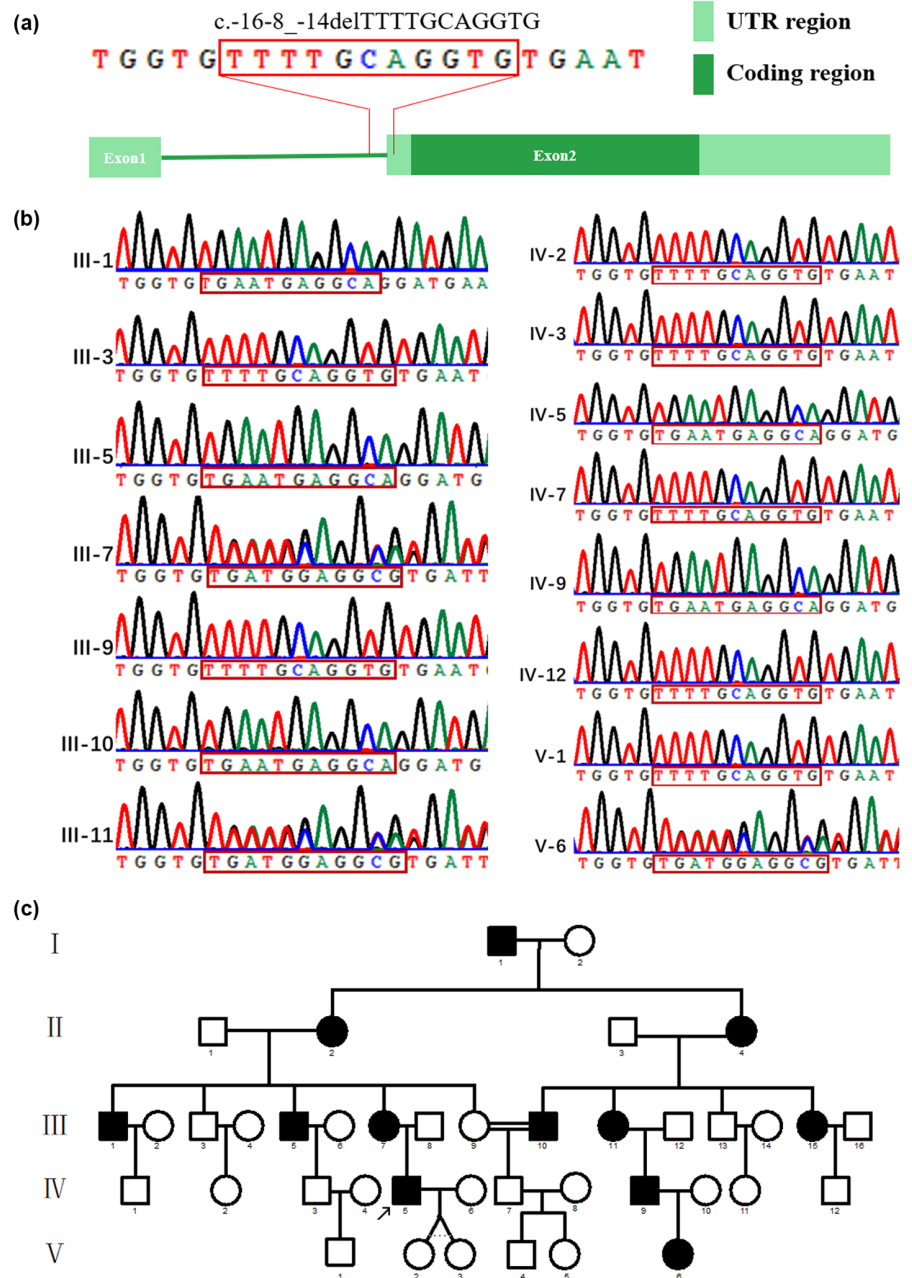 (a)
c.-16-8_-14delTTTTGCAGGTG
TGGTGTTTTGCAGGTGTGAAT
UTR region
Coding region
Exon1
Exon2
(b)
III-1
TGGTGTGAATGAGGCAGGATGAA
III-3
TGGTGTTTTGCAGGTGTGAAT
III-5
TGGTGTGAATGAGGCAGGATG
III-7
TGGTGTGATGGAGGCGTGATT
III-9
TGGTGTTTTGCAGGTGTGAAT
III-10
TGGTGTGAATGAGGCAGGATG
III-11
TGGTGTGATGGAGGCGTGATT
IV-2
TGGTGTTTTGCAGGTGTGAAT
IV-3
TGGTGTTTTGCAGGTGTGAAT
IV-5
TGGTGTGAATGAGGCAGGATG
IV-7
TGGTGTTTTGCAGGTGTGAAT
IV-9
TGGTGTGAATGAGGCAGGATG
IV-12
TGGTGTTTTGCAGGTGTGAAT
V-1
TGGTGTTTTGCAGGTGTGAAT
V-6
TGGTGTGATGGAGGCGTGATT
(c)
I
1 2
II
1 2 3 4
III
1 2 3 4 5 6 7 8 9 10 11 12 13 14 15 16
IV
1 2 3 4 5 6 7 8 9 10 11 12
V
1 2 3 4 5 6